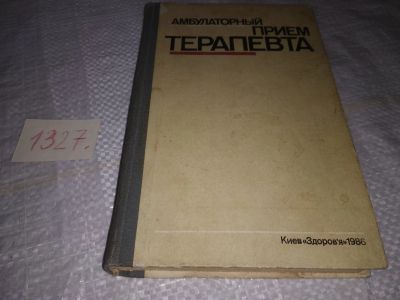 АМБУЛАТОРНЫЙ
ПРИЕМ
ТЕРАПЕВТА
1327.
Киев «Здоров'я» 1986